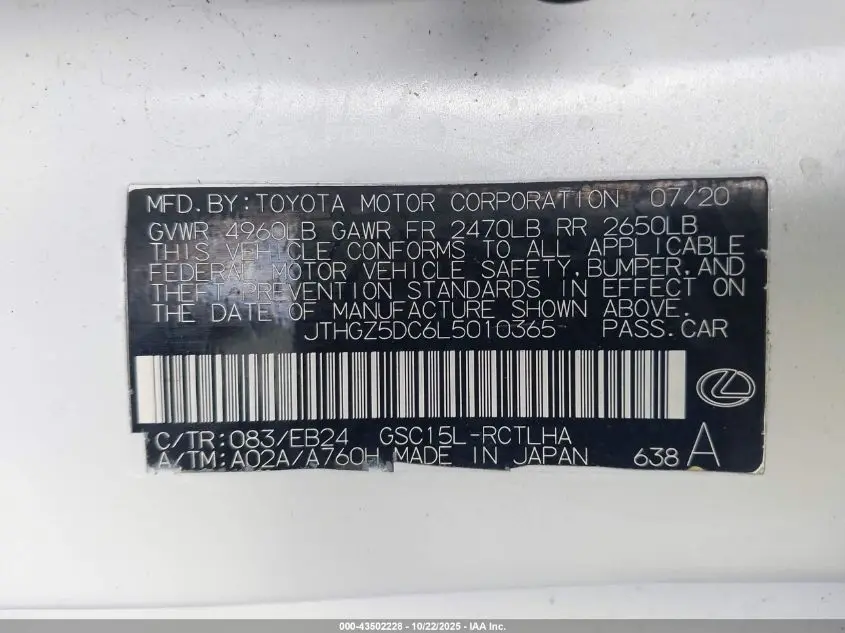 MFD.BY:TOYOTA MOTOR CORPORATION 07/20
GVWR 4960LB GAWR FR 2470LB RR 2650LB
THIS VEHICLE CONFORMS TO ALL APPLICABLE
FEDERAL MOTOR VEHICLE SAFETY,BUMPER,AND
THEFT PREVENTION STANDARDS IN EFFECT ON
THE DATE OF MANUFACTURE SHOWN ABOVE.
JTHGZ5DC6L5010365 PASS.CAR
C/TR:083/EB24 GSC15L-RCTLHA
A/TM:A02A/A760H MADE IN JAPAN 638 A
000-43502228 - 10/22/2025 - IAA Inc.